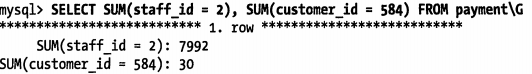 mysql> SELECT SUM(staff_id = 2), SUM(customer_id = 584) FROM payment\G
*************************** 1. row ***************************
SUM(staff_id = 2): 7992
SUM(customer_id = 584): 30